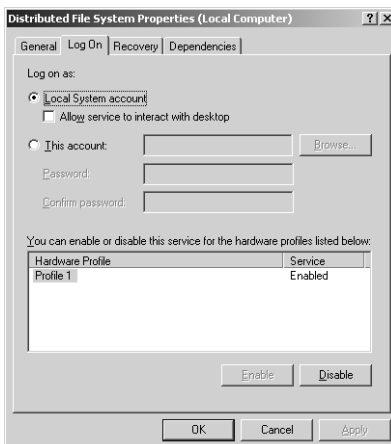 Distributed File System Properties (Local Computer)
General Log On Recovery Dependencies
Log on as:
Local System account
Allow service to interact with desktop
This account:
Browse...
Password:
Confirm password:
You can enable or disable this service for the hardware profiles listed below:
Hardware Profile Service
Profile 1 Enabled
Enable Disable
OK Cancel Apply